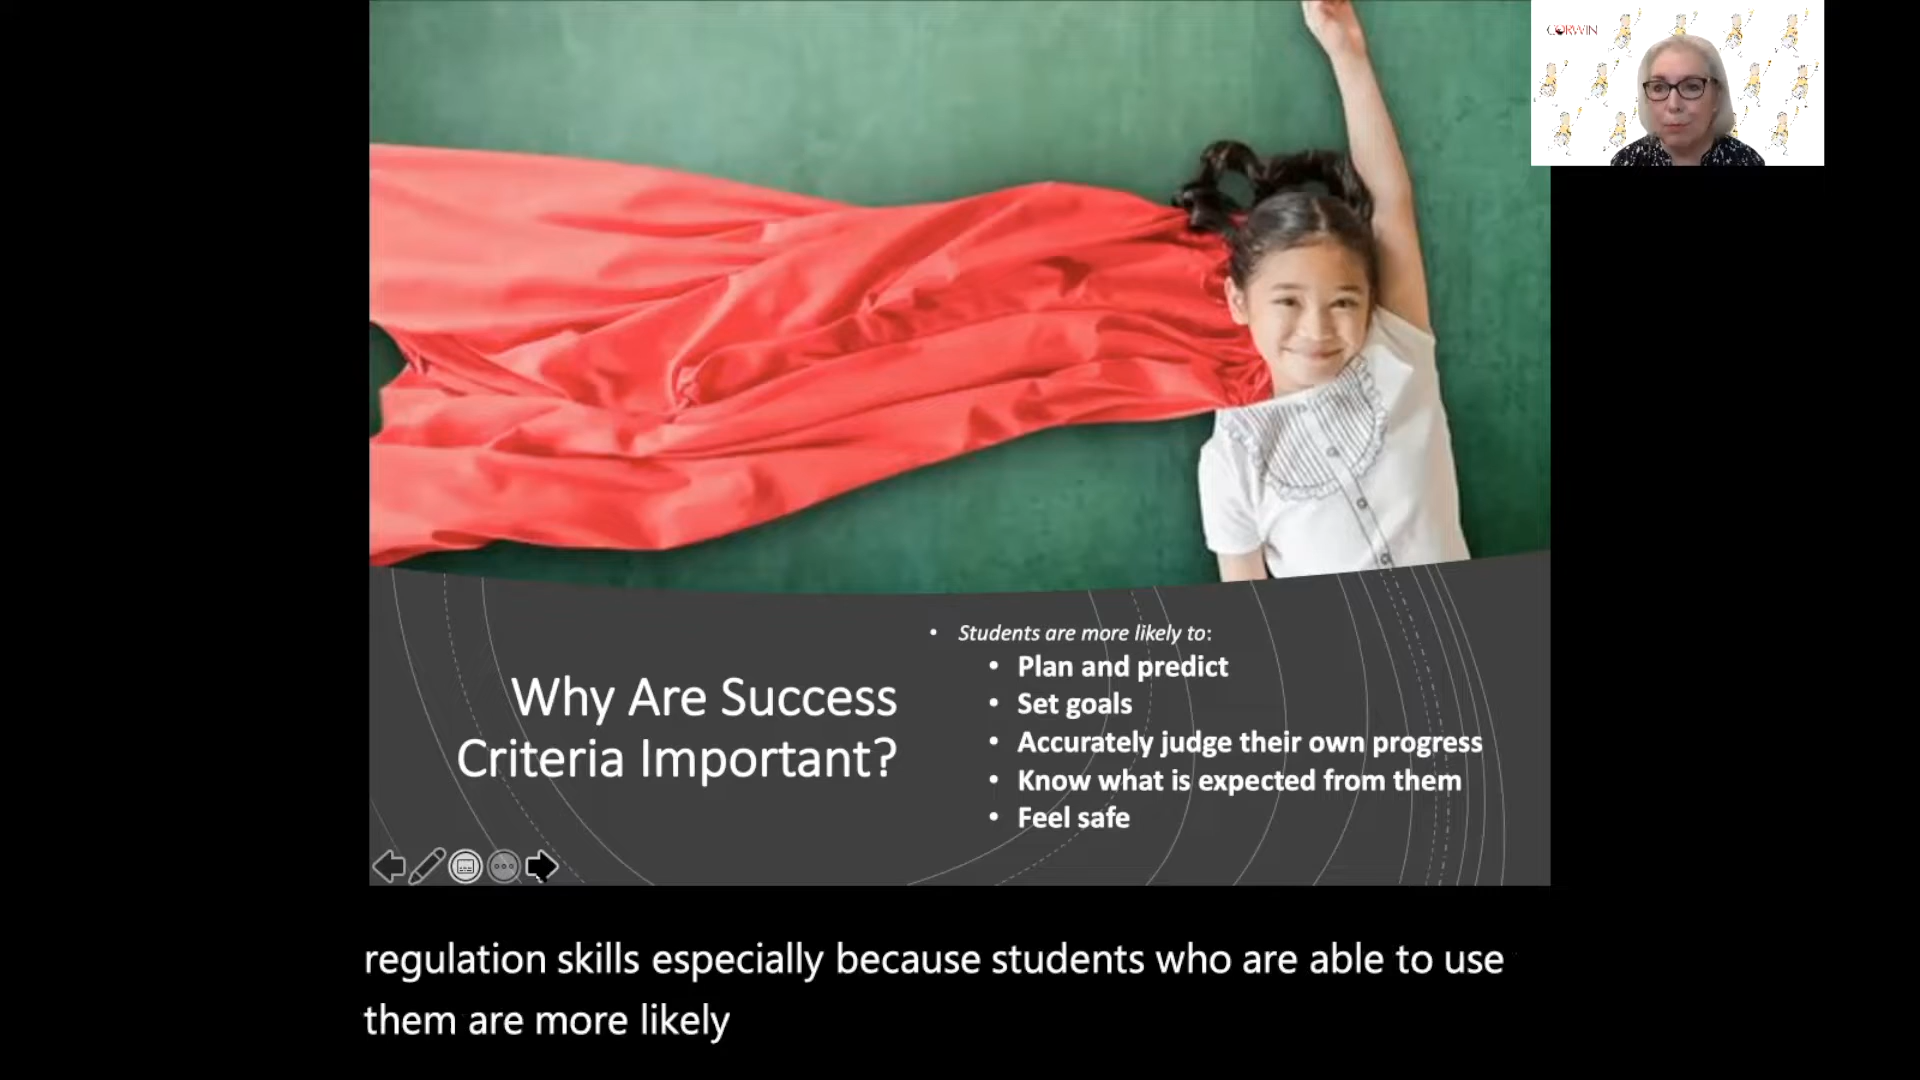 CORWIN
• Students are more likely to:
• Plan and predict
• Set goals
• Accurately judge their own progress
• Know what is expected from them
• Feel safe
Why Are Success
Criteria Important?
regulation skills especially because students who are able to use
them are more likely